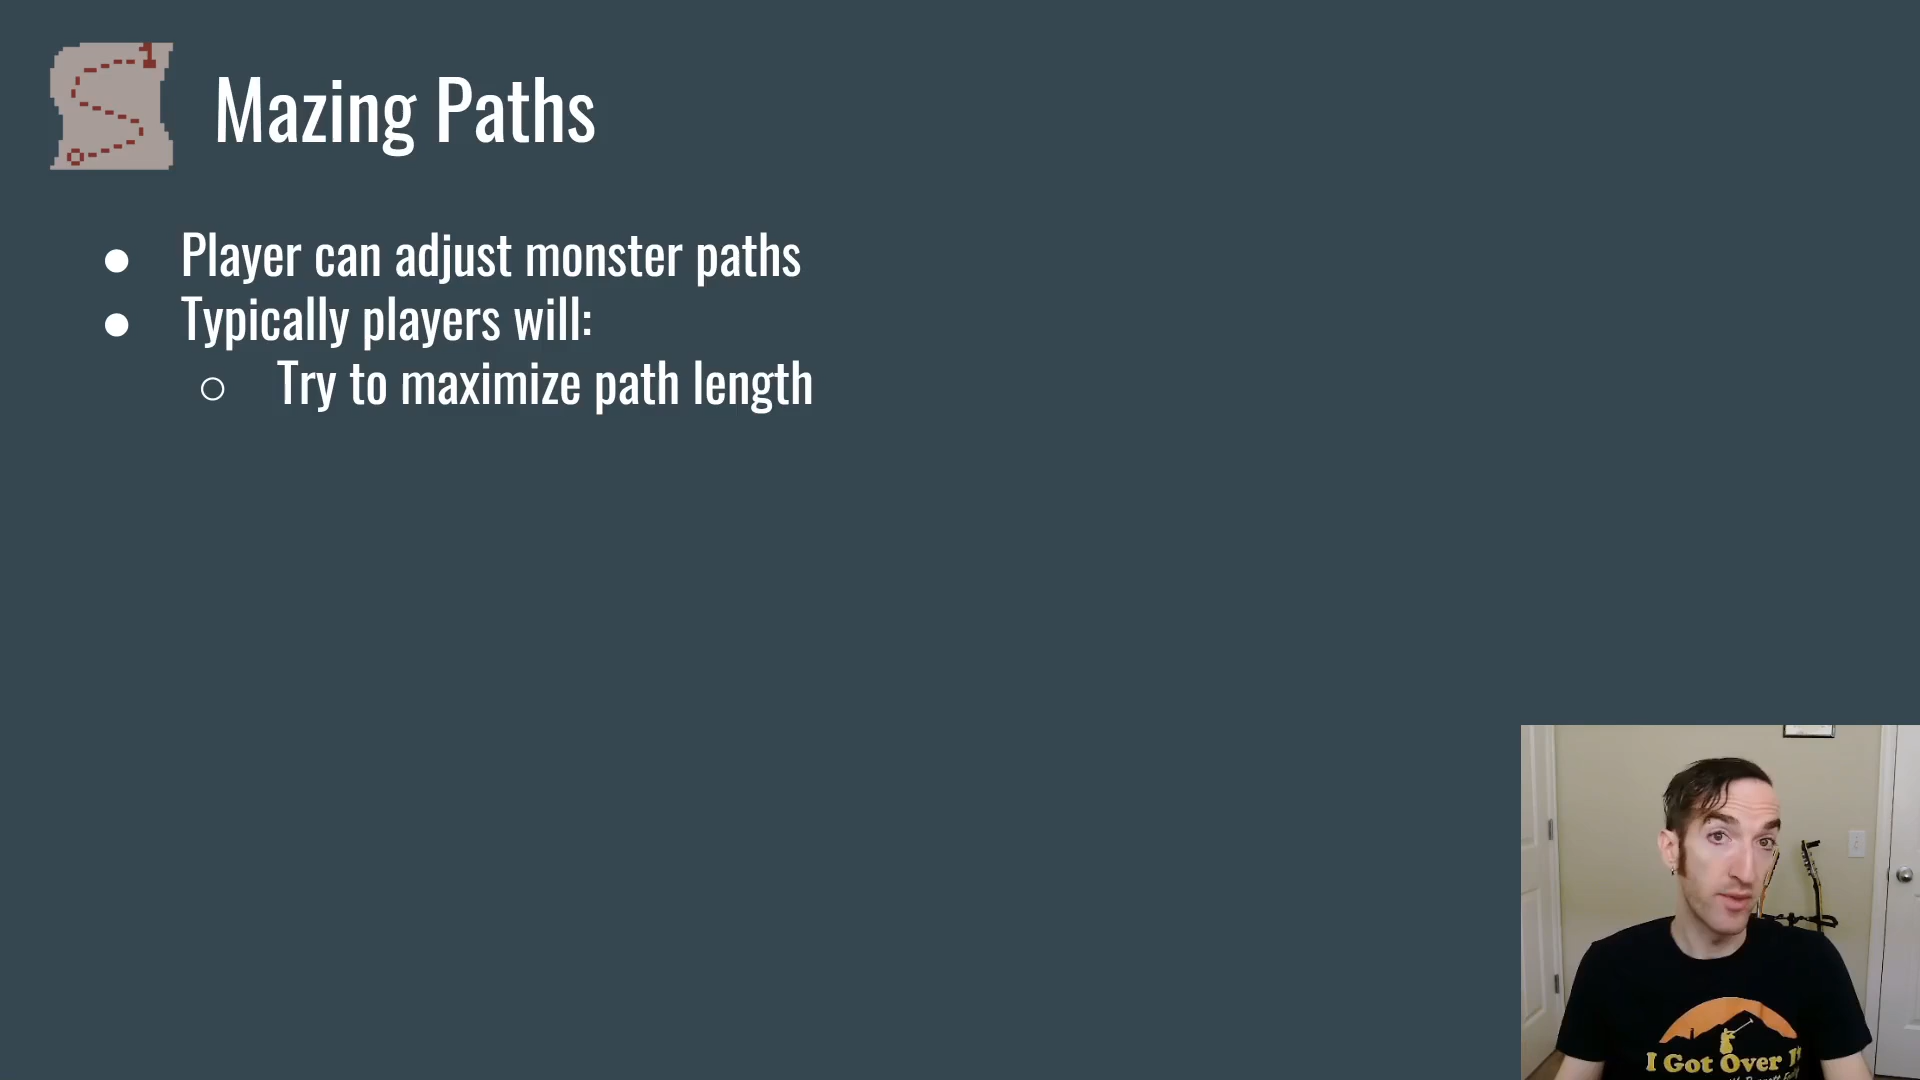 Mazing Paths
● Player can adjust monster paths
● Typically players will:
○ Try to maximize path length
I Got Over